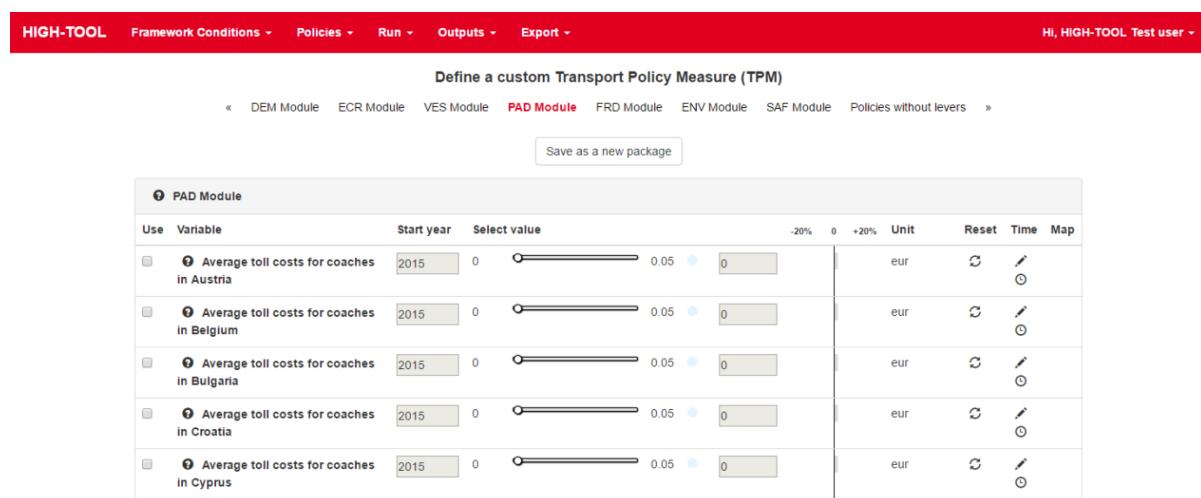 HIGH-TOOL Framework Conditions Policies Run Outputs Export Hi, HIGH-TOOL Test user
Define a custom Transport Policy Measure (TPM)
« DEM Module ECR Module VES Module PAD Module FRD Module ENV Module SAF Module Policies without levers »
Save as a new package
PAD Module
Use Variable Start year Select value -20% 0 +20% Unit Reset Time Map
Average toll costs for coaches 2015 0 0.05 0 eur
in Austria
Average toll costs for coaches 2015 0 0.05 0 eur
in Belgium
Average toll costs for coaches 2015 0 0.05 0 eur
in Bulgaria
Average toll costs for coaches 2015 0 0.05 0 eur
in Croatia
Average toll costs for coaches 2015 0 0.05 0 eur
in Cyprus